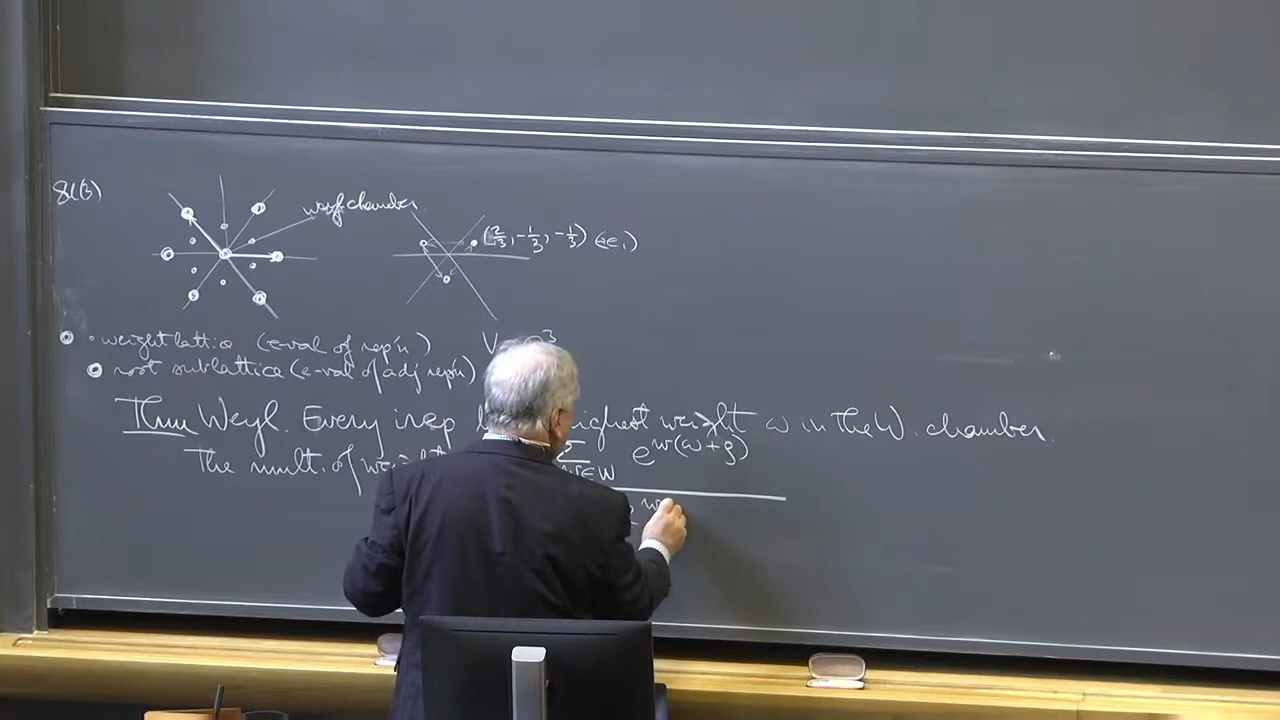 sl(3)
weyl chamber
(2/3, -1/3, -1/3) (e e₁)
• weight lattice (e-val of rep'n)
root sublattice (e-val of adj rep'n)
Thm Weyl. Every irrep highest weight ω in the W. chamber.
The mult. of
Σ w∈W e^{w(ω+ρ)}